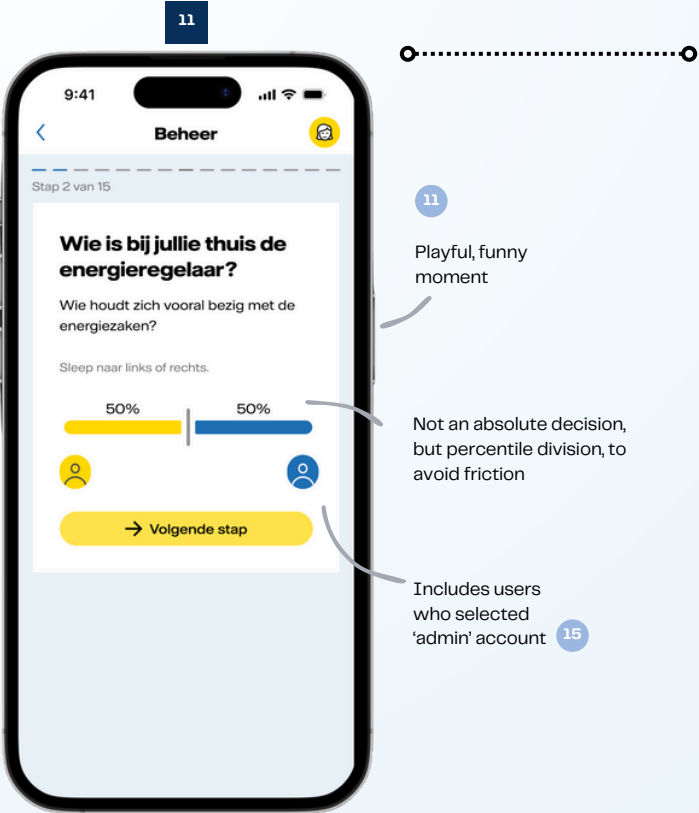 11
9:41
Beheer
Stap 2 van 15
Wie is bij jullie thuis de
energieregelaar?
Wie houdt zich vooral bezig met de
energiezaken?
Sleep naar links of rechts.
50% 50%
→ Volgende stap
11
Playful, funny
moment
Not an absolute decision,
but percentile division, to
avoid friction
Includes users
who selected
‘admin’ account 15